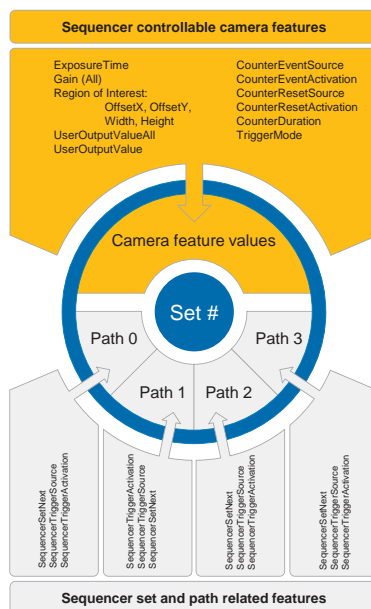 Sequencer controllable camera features
ExposureTime
Gain (All)
Region of Interest:
OffsetX, OffsetY,
Width, Height
UserOutputValueAll
UserOutputValue
CounterEventSource
CounterEventActivation
CounterResetSource
CounterResetActivation
CounterDuration
TriggerMode
Camera feature values
Set #
Path 0
Path 1
Path 2
Path 3
SequencerSetNext
SequencerTriggerSource
SequencerTriggerActivation
SequencerTriggerActivation
SequencerTriggerSource
SequencerSetNext
SequencerSetNext
SequencerTriggerSource
SequencerTriggerActivation
SequencerSetNext
SequencerTriggerSource
SequencerTriggerActivation
Sequencer set and path related features